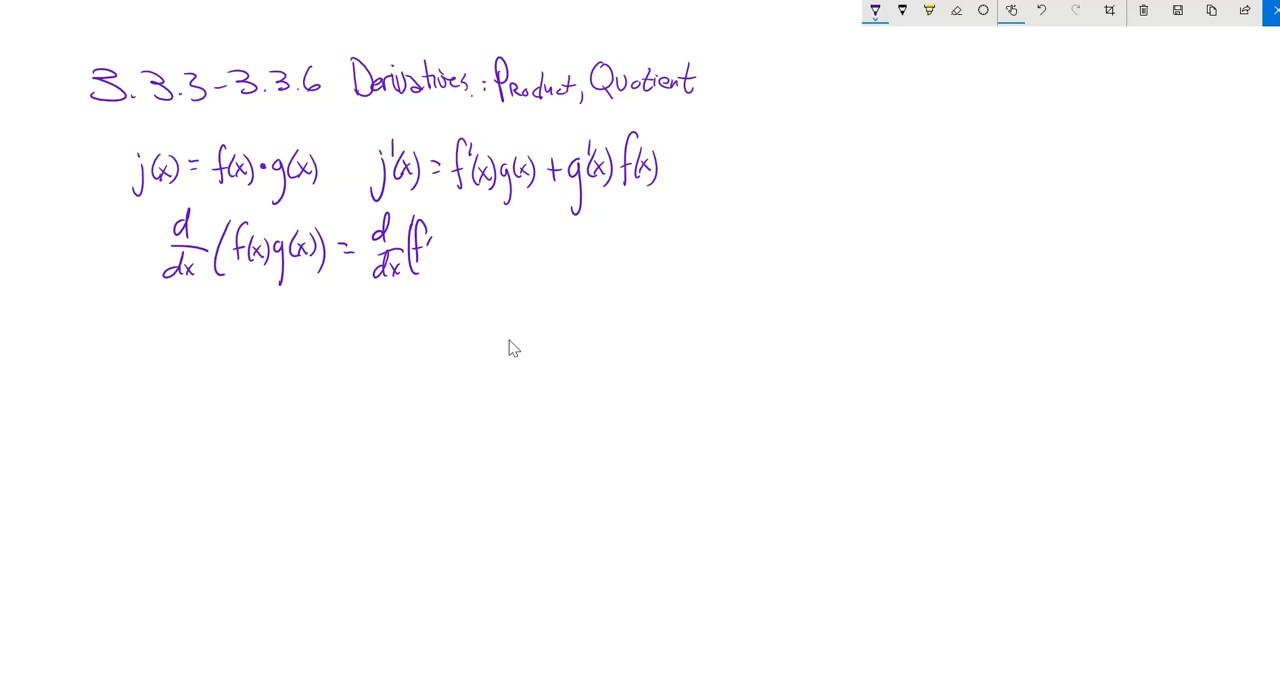 3.3.3-3.3.6 Derivatives: Product, Quotient
j(x) = f(x)•g(x) j'(x) = f'(x)g(x) + g'(x)f(x)
d/dx (f(x)g(x)) = d/dx (f